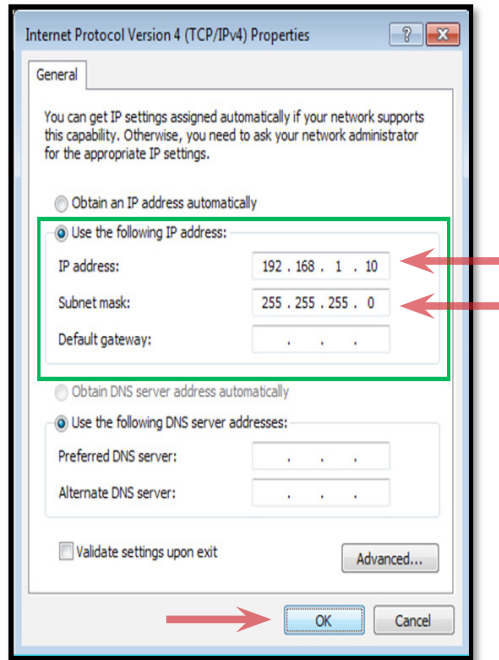 Internet Protocol Version 4 (TCP/IPv4) Properties
General
You can get IP settings assigned automatically if your network supports
this capability. Otherwise, you need to ask your network administrator
for the appropriate IP settings.
Obtain an IP address automatically
Use the following IP address:
IP address: 192 . 168 . 1 . 10
Subnet mask: 255 . 255 . 255 . 0
Default gateway: . . .
Obtain DNS server address automatically
Use the following DNS server addresses:
Preferred DNS server: . . .
Alternate DNS server: . . .
Validate settings upon exit
Advanced...
OK Cancel